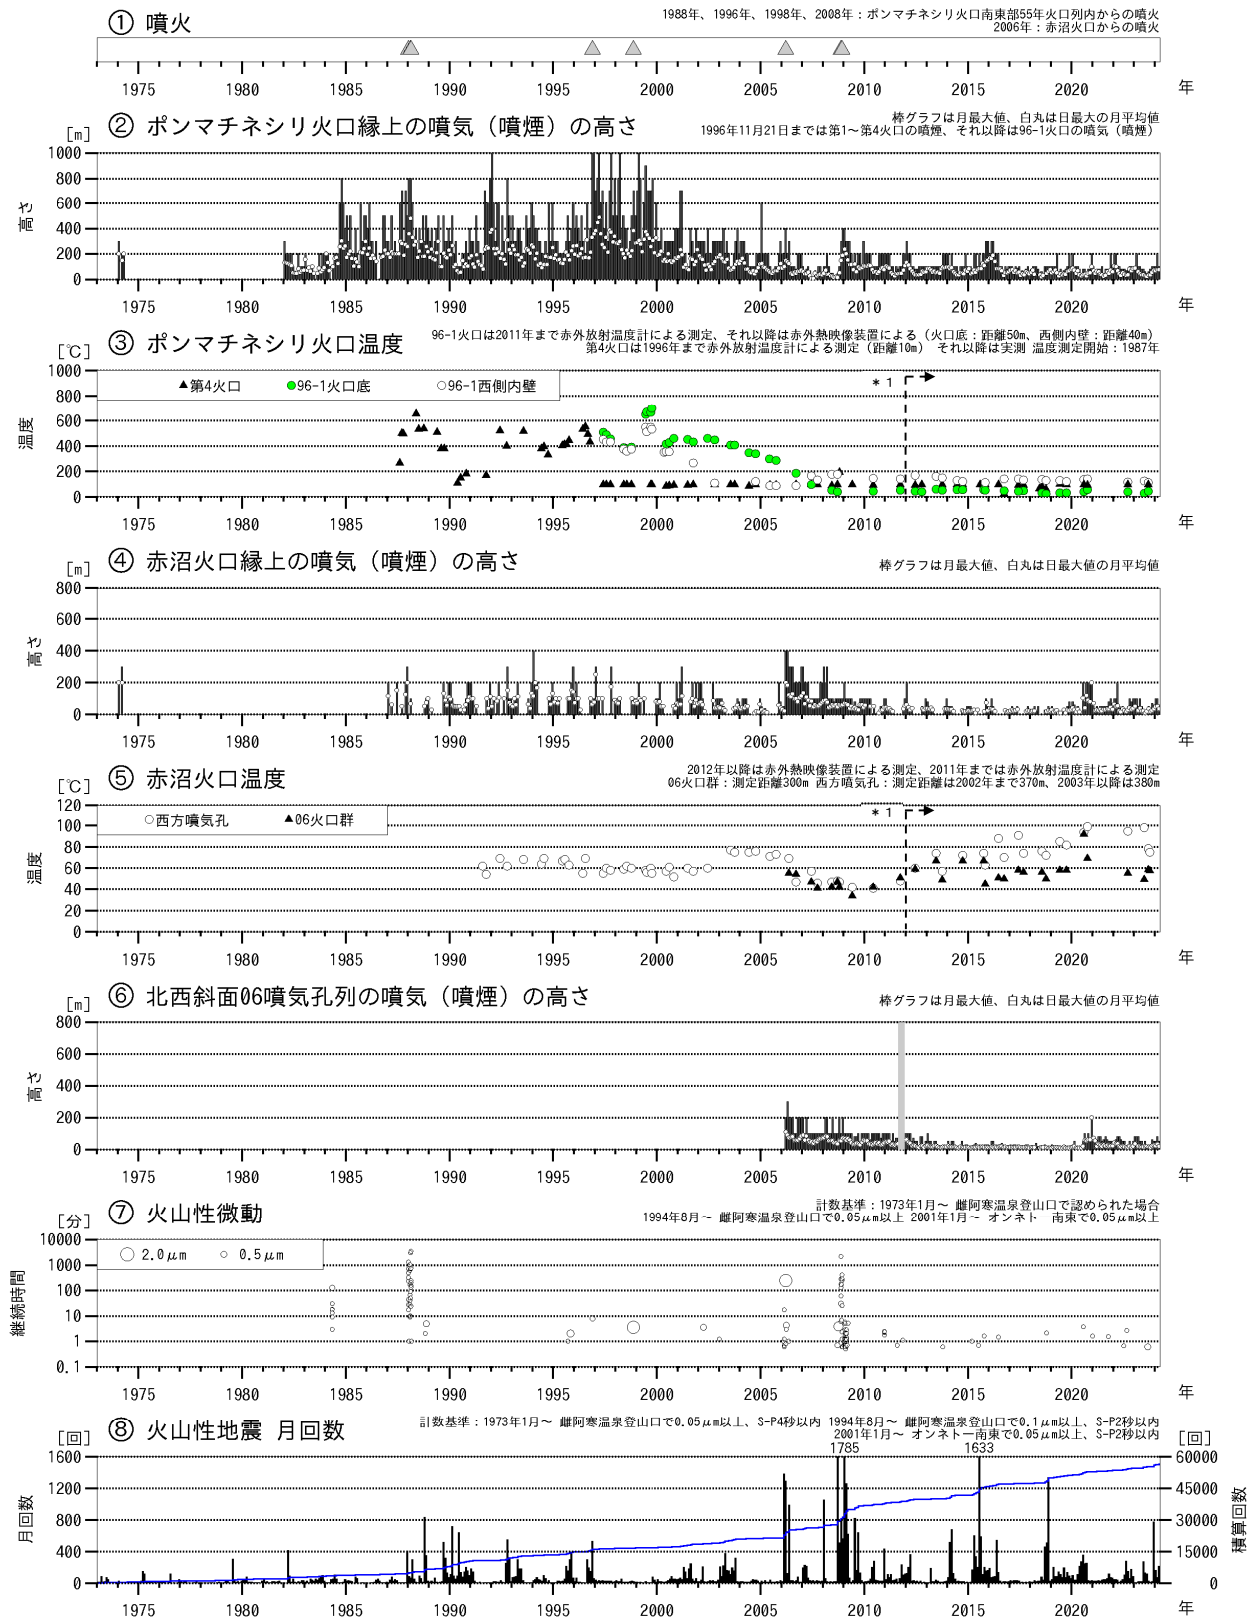 ① 噴火
1988年、1996年、1998年、2008年：ポンマチネシリ火口南東部55年火口列内からの噴火
2006年：赤沼火口からの噴火
1975 1980 1985 1990 1995 2000 2005 2010 2015 2020 年
② ポンマチネシリ火口縁上の噴気（噴煙）の高さ
棒グラフは月最大値、白丸は日最大の月平均値
1996年11月21日までは第1～第4火口の噴煙、それ以降は96-1火口の噴気（噴煙）
[m]
高さ
1000
800
600
400
200
0
1975 1980 1985 1990 1995 2000 2005 2010 2015 2020 年
③ ポンマチネシリ火口温度
96-1火口は2011年まで赤外放射温度計による測定、それ以降は赤外熱映像装置による（火口底：距離50m、西側内壁：距離40m）
第4火口は1996年まで赤外放射温度計による測定（距離10m） それ以降は実測 温度測定開始：1987年
[℃]
温度
1000
800
600
400
200
0
▲第4火口 ●96-1火口底 ○96-1西側内壁
＊1
1975 1980 1985 1990 1995 2000 2005 2010 2015 2020 年
④ 赤沼火口縁上の噴気（噴煙）の高さ
棒グラフは月最大値、白丸は日最大値の月平均値
[m]
高さ
800
600
400
200
0
1975 1980 1985 1990 1995 2000 2005 2010 2015 2020 年
⑤ 赤沼火口温度
2012年以降は赤外熱映像装置による測定、2011年までは赤外放射温度計による測定
06火口群：測定距離300m 西方噴気孔：測定距離は2002年まで370m、2003年以降は380m
[℃]
温度
120
100
80
60
40
20
0
○西方噴気孔 ▲06火口群
＊1
1975 1980 1985 1990 1995 2000 2005 2010 2015 2020 年
⑥ 北西斜面06噴気孔列の噴気（噴煙）の高さ
棒グラフは月最大値、白丸は日最大値の月平均値
[m]
高さ
800
600
400
200
0
1975 1980 1985 1990 1995 2000 2005 2010 2015 2020 年
⑦ 火山性微動
計数基準：1973年1月～ 雌阿寒温泉登山口で認められた場合
1994年8月～ 雌阿寒温泉登山口で0.05μm以上 2001年1月～ オンネトー南東で0.05μm以上
[分]
継続時間
10000
1000
100
10
1
0.1
○ 2.0μm ○ 0.5μm
1975 1980 1985 1990 1995 2000 2005 2010 2015 2020 年
⑧ 火山性地震 月回数
計数基準：1973年1月～ 雌阿寒温泉登山口で0.05μm以上、S-P4秒以内 1994年8月～ 雌阿寒温泉登山口で0.1μm以上、S-P2秒以内
2001年1月～ オンネトー南東で0.05μm以上、S-P2秒以内
[回]
1785 1633
[回]
月回数
1600
1200
800
400
0
60000
45000
30000
15000
0
積算回数
1975 1980 1985 1990 1995 2000 2005 2010 2015 2020 年